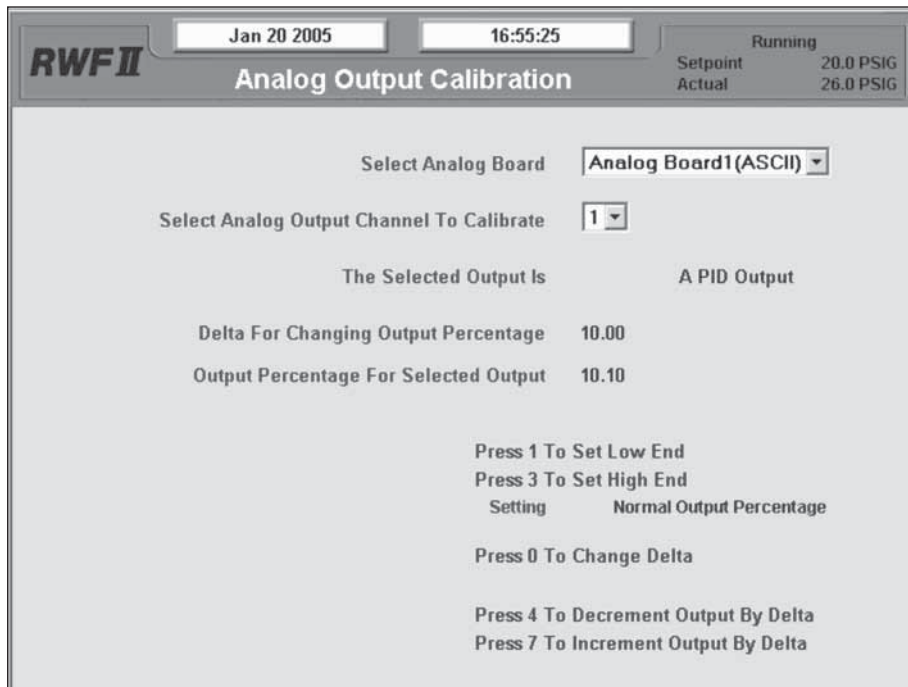 Jan 20 2005 16:55:25
Running
RWF II
Setpoint 20.0 PSIG
Analog Output Calibration
Actual 26.0 PSIG
Select Analog Board Analog Board1(ASCII)
Select Analog Output Channel To Calibrate 1
The Selected Output Is A PID Output
Delta For Changing Output Percentage 10.00
Output Percentage For Selected Output 10.10
Press 1 To Set Low End
Press 3 To Set High End
Setting Normal Output Percentage
Press 0 To Change Delta
Press 4 To Decrement Output By Delta
Press 7 To Increment Output By Delta